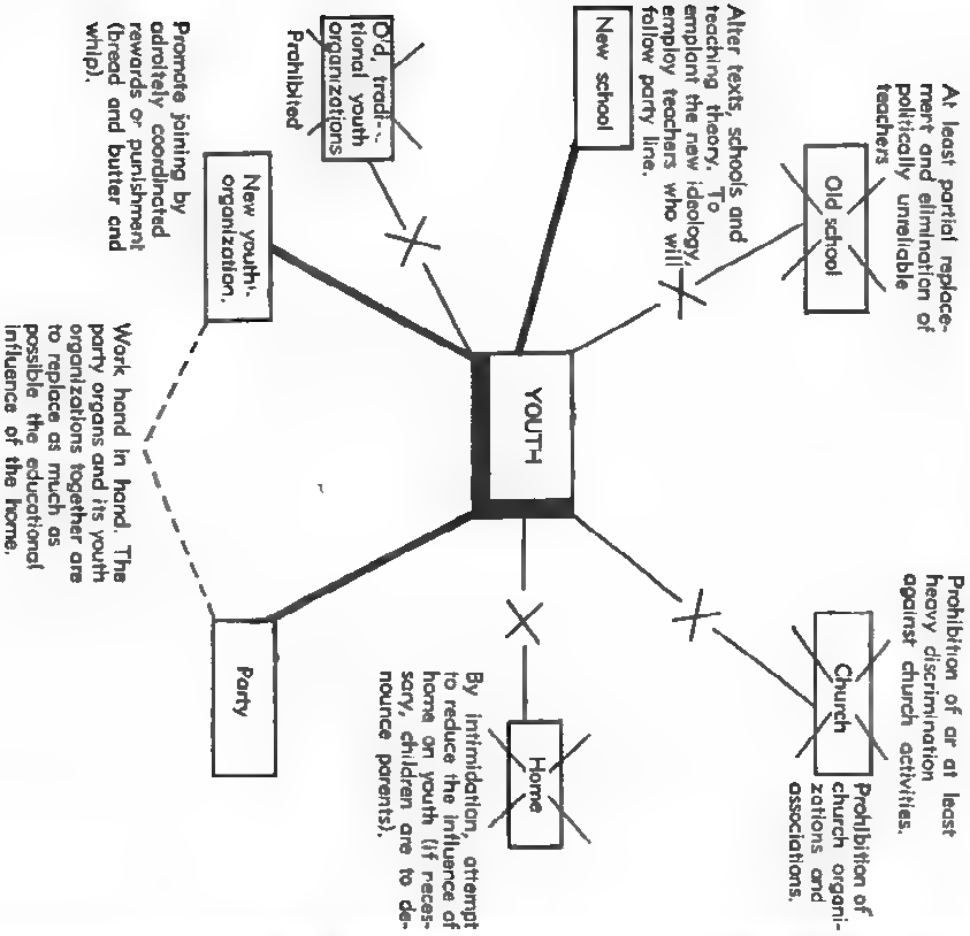 At least partial replace-
ment and elimination of
politically unreliable
teachers
Old school
Prohibition of or at least
heavy discrimination
against church activities.
Church
Prohibition of
church organi-
zations and
associations.
Alter texts, schools and
teaching theory. To
emplant the new ideology,
employ teachers who will
follow party line.
New school
YOUTH
Home
By intimidation, attempt
to reduce the influence of
home on youth (if neces-
sary, children are to de-
nounce parents).
Old, tradi-
tional youth
organizations
Prohibited
New youth
organization.
Party
Promote joining by
adroitely coordinated
rewards or punishment
(bread and butter and
whip).
Work hand in hand. The
party organs and its youth
organizations together are
to replace as much as
possible the educational
influence of the home.